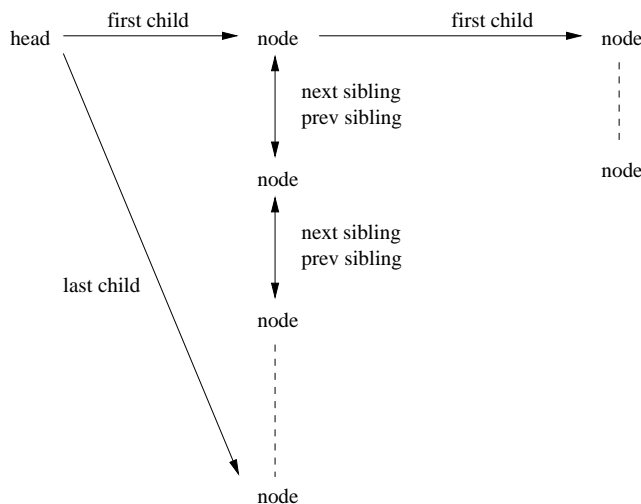 first child
first child
head
node
node
next sibling
prev sibling
node
node
next sibling
prev sibling
last child
node
node